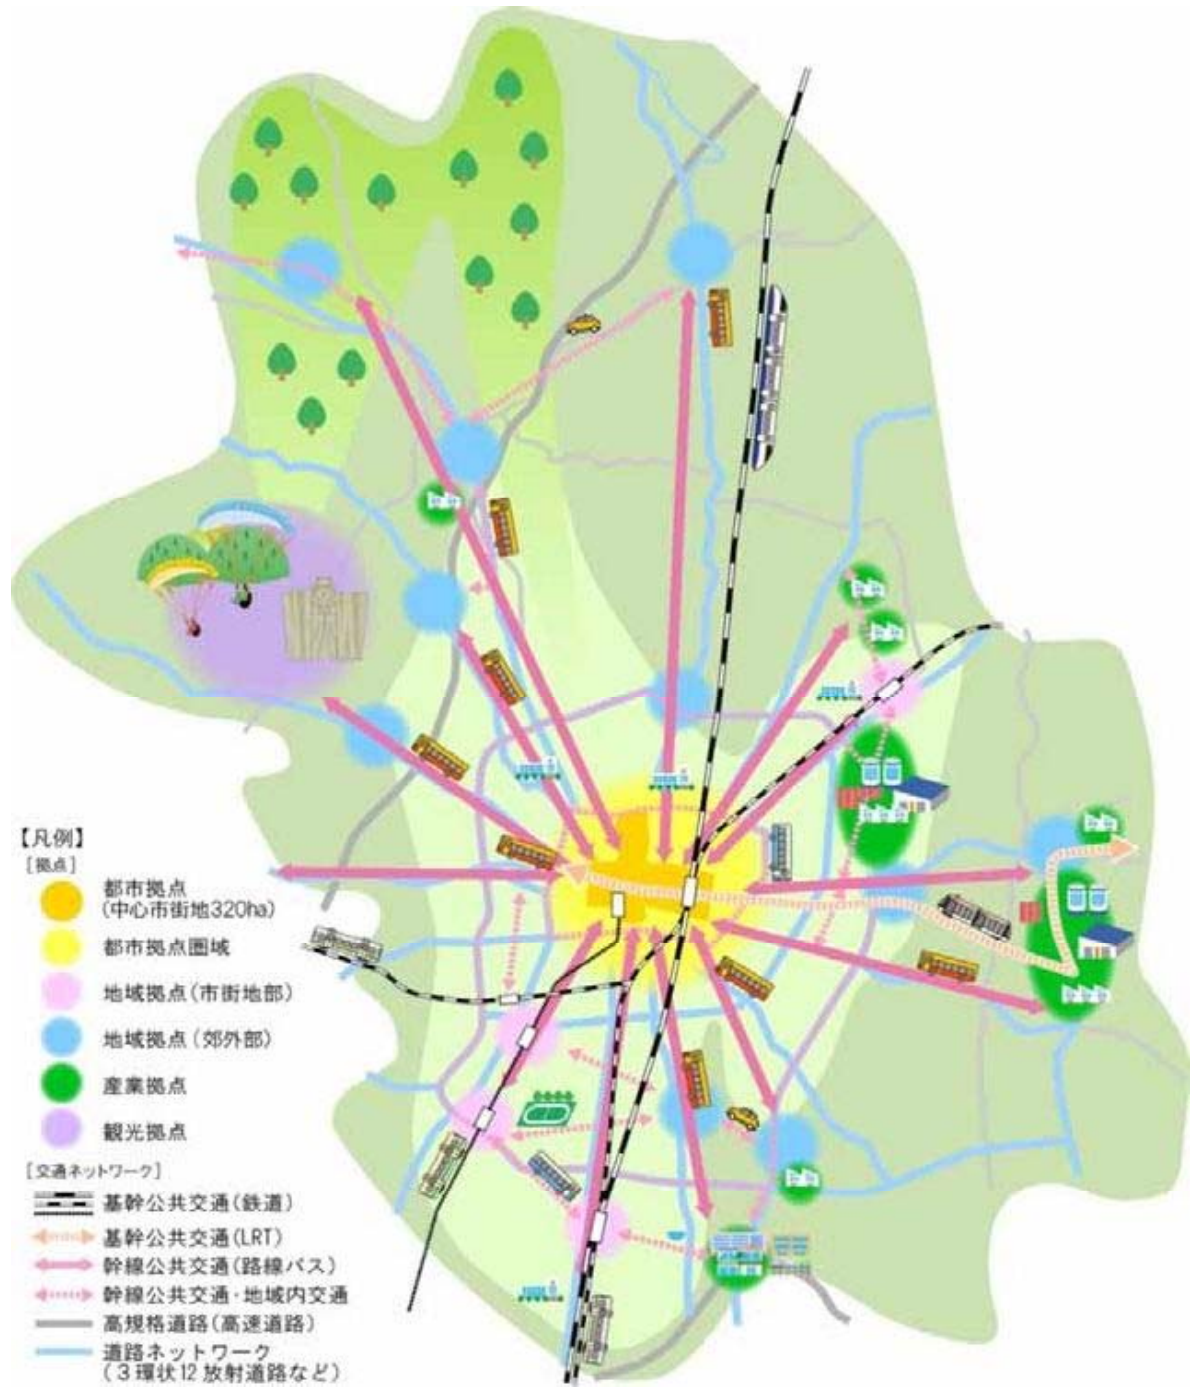 【凡例】
[拠点]
都市拠点
(中心市街地320ha)
都市拠点圏域
地域拠点(市街地部)
地域拠点(郊外部)
産業拠点
観光拠点
[交通ネットワーク]
基幹公共交通(鉄道)
基幹公共交通(LRT)
幹線公共交通(路線バス)
幹線公共交通・地域内交通
高規格道路(高速道路)
道路ネットワーク
(3環状12放射道路など)